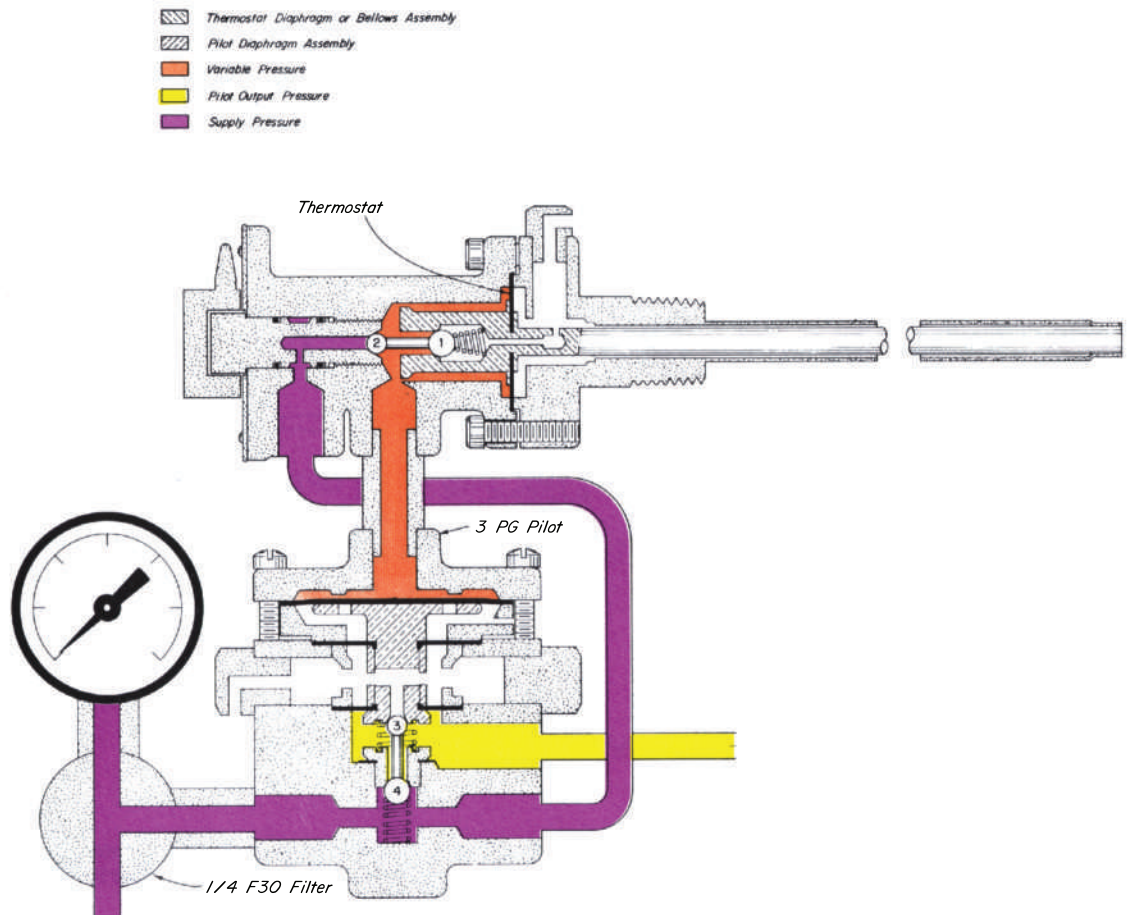 Thermostat Diaphragm or Bellows Assembly
Pilot Diaphragm Assembly
Variable Pressure
Pilot Output Pressure
Supply Pressure
Thermostat
2
1
3 PG Pilot
3
4
1/4 F30 Filter